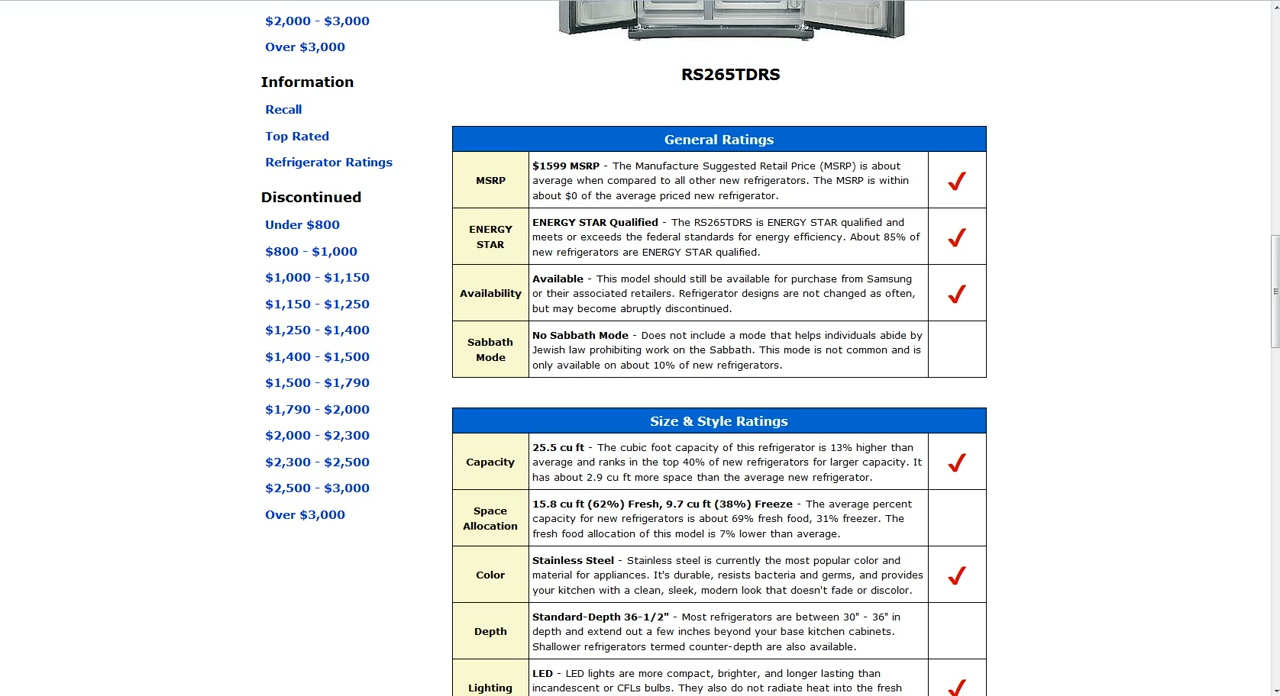 $2,000 - $3,000
Over $3,000
Information
Recall
Top Rated
Refrigerator Ratings
Discontinued
Under $800
$800 - $1,000
$1,000 - $1,150
$1,150 - $1,250
$1,250 - $1,400
$1,400 - $1,500
$1,500 - $1,790
$1,790 - $2,000
$2,000 - $2,300
$2,300 - $2,500
$2,500 - $3,000
Over $3,000
RS265TDRS
General Ratings
MSRP
$1599 MSRP - The Manufacture Suggested Retail Price (MSRP) is about
average when compared to all other new refrigerators. The MSRP is within
about $0 of the average priced new refrigerator.
ENERGY
STAR
ENERGY STAR Qualified - The RS265TDRS is ENERGY STAR qualified and
meets or exceeds the federal standards for energy efficiency. About 85% of
new refrigerators are ENERGY STAR qualified.
Availability
Available - This model should still be available for purchase from Samsung
or their associated retailers. Refrigerator designs are not changed as often,
but may become abruptly discontinued.
Sabbath
Mode
No Sabbath Mode - Does not include a mode that helps individuals abide by
Jewish law prohibiting work on the Sabbath. This mode is not common and is
only available on about 10% of new refrigerators.
Size & Style Ratings
Capacity
25.5 cu ft - The cubic foot capacity of this refrigerator is 13% higher than
average and ranks in the top 40% of new refrigerators for larger capacity. It
has about 2.9 cu ft more space than the average new refrigerator.
Space
Allocation
15.8 cu ft (62%) Fresh, 9.7 cu ft (38%) Freeze - The average percent
capacity for new refrigerators is about 69% fresh food, 31% freezer. The
fresh food allocation of this model is 7% lower than average.
Color
Stainless Steel - Stainless steel is currently the most popular color and
material for appliances. It's durable, resists bacteria and germs, and provides
your kitchen with a clean, sleek, modern look that doesn't fade or discolor.
Depth
Standard-Depth 36-1/2" - Most refrigerators are between 30" - 36" in
depth and extend out a few inches beyond your base kitchen cabinets.
Shallower refrigerators termed counter-depth are also available.
Lighting
LED - LED lights are more compact, brighter, and longer lasting than
incandescent or CFLs bulbs. They also do not radiate heat into the fresh